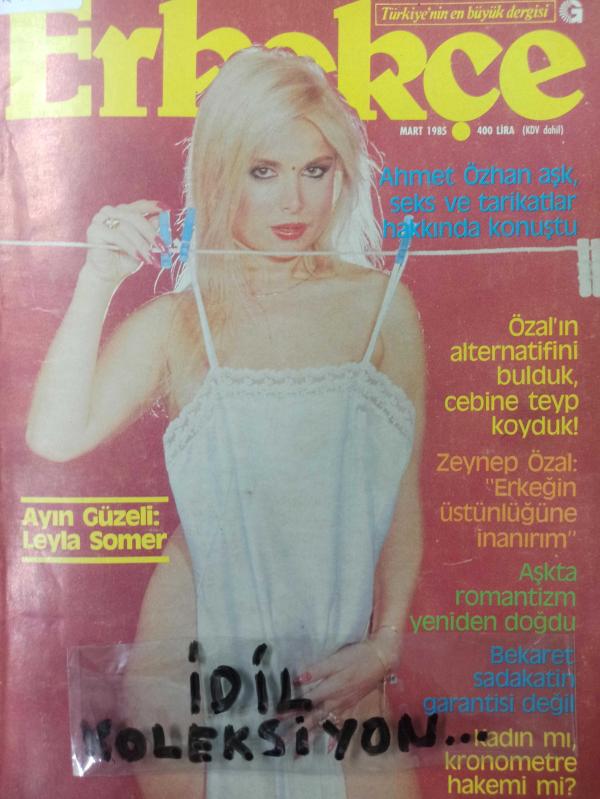 Türkiye'nin en büyük dergisi
G
Erkekçe
MART 1985 400 LİRA (KDV dahil)
Ahmet Özhan aşk,
seks ve tarikatlar
hakkında konuştu
Özal'ın
alternatifini
bulduk,
cebine teyp
koyduk!
Zeynep Özal:
"Erkeğin
üstünlüğüne
inanırım"
Ayın Güzeli:
Leyla Somer
Aşkta
romantizm
yeniden doğdu
Bekaret
sadakatin
garantisi değil
Kadın mı,
kronometre
hakemi mi?
İDİL
KOLEKSİYON...